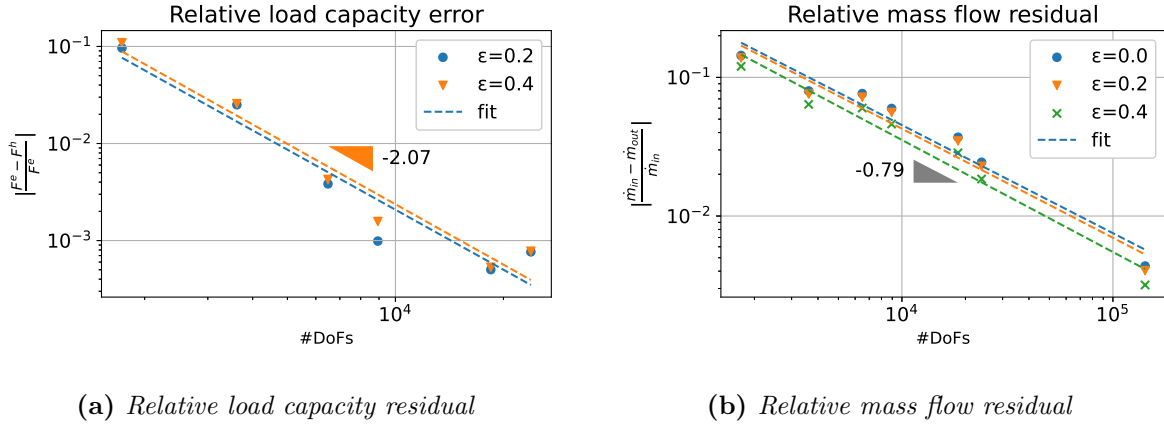 Relative load capacity error
|F^e − F^h / F^e|
10^−1
10^−2
10^−3
ε=0.2
ε=0.4
fit
-2.07
10^4
#DoFs
(a) Relative load capacity residual
Relative mass flow residual
|ṁ_in − ṁ_out / ṁ_in|
10^−1
10^−2
ε=0.0
ε=0.2
ε=0.4
fit
-0.79
10^4
10^5
#DoFs
(b) Relative mass flow residual